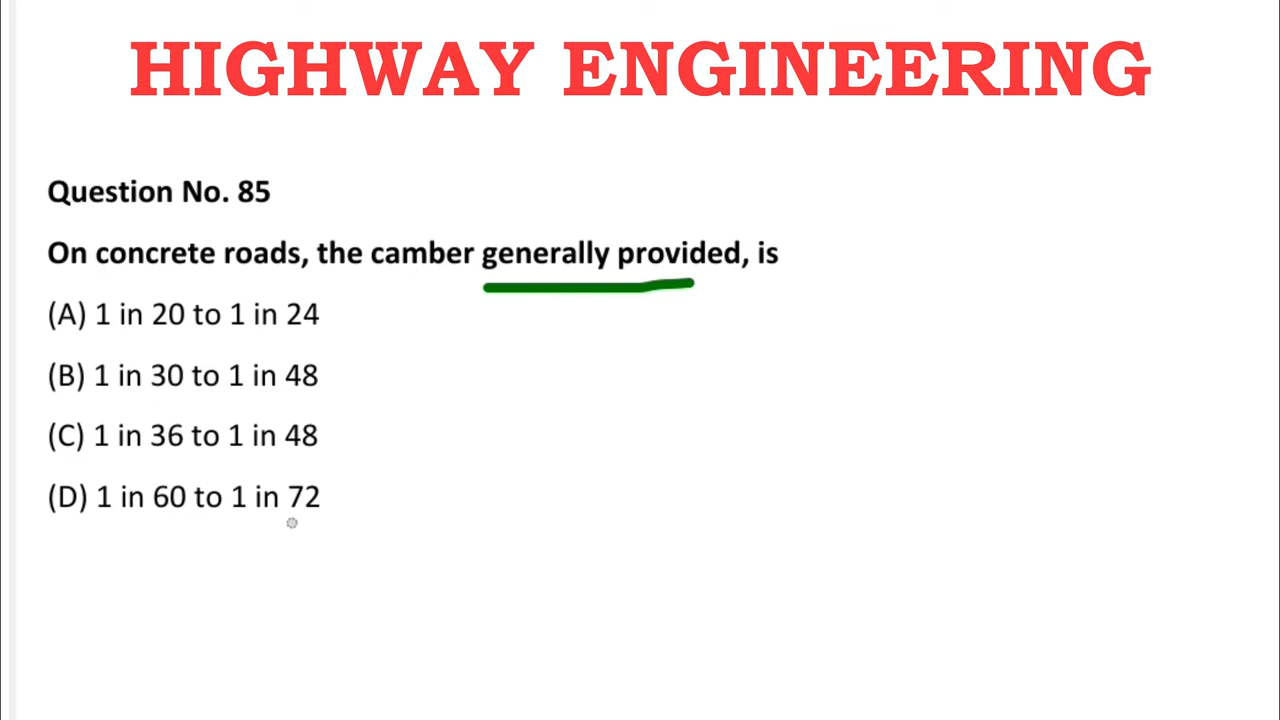 HIGHWAY ENGINEERING
Question No. 85
On concrete roads, the camber generally provided, is
(A) 1 in 20 to 1 in 24
(B) 1 in 30 to 1 in 48
(C) 1 in 36 to 1 in 48
(D) 1 in 60 to 1 in 72